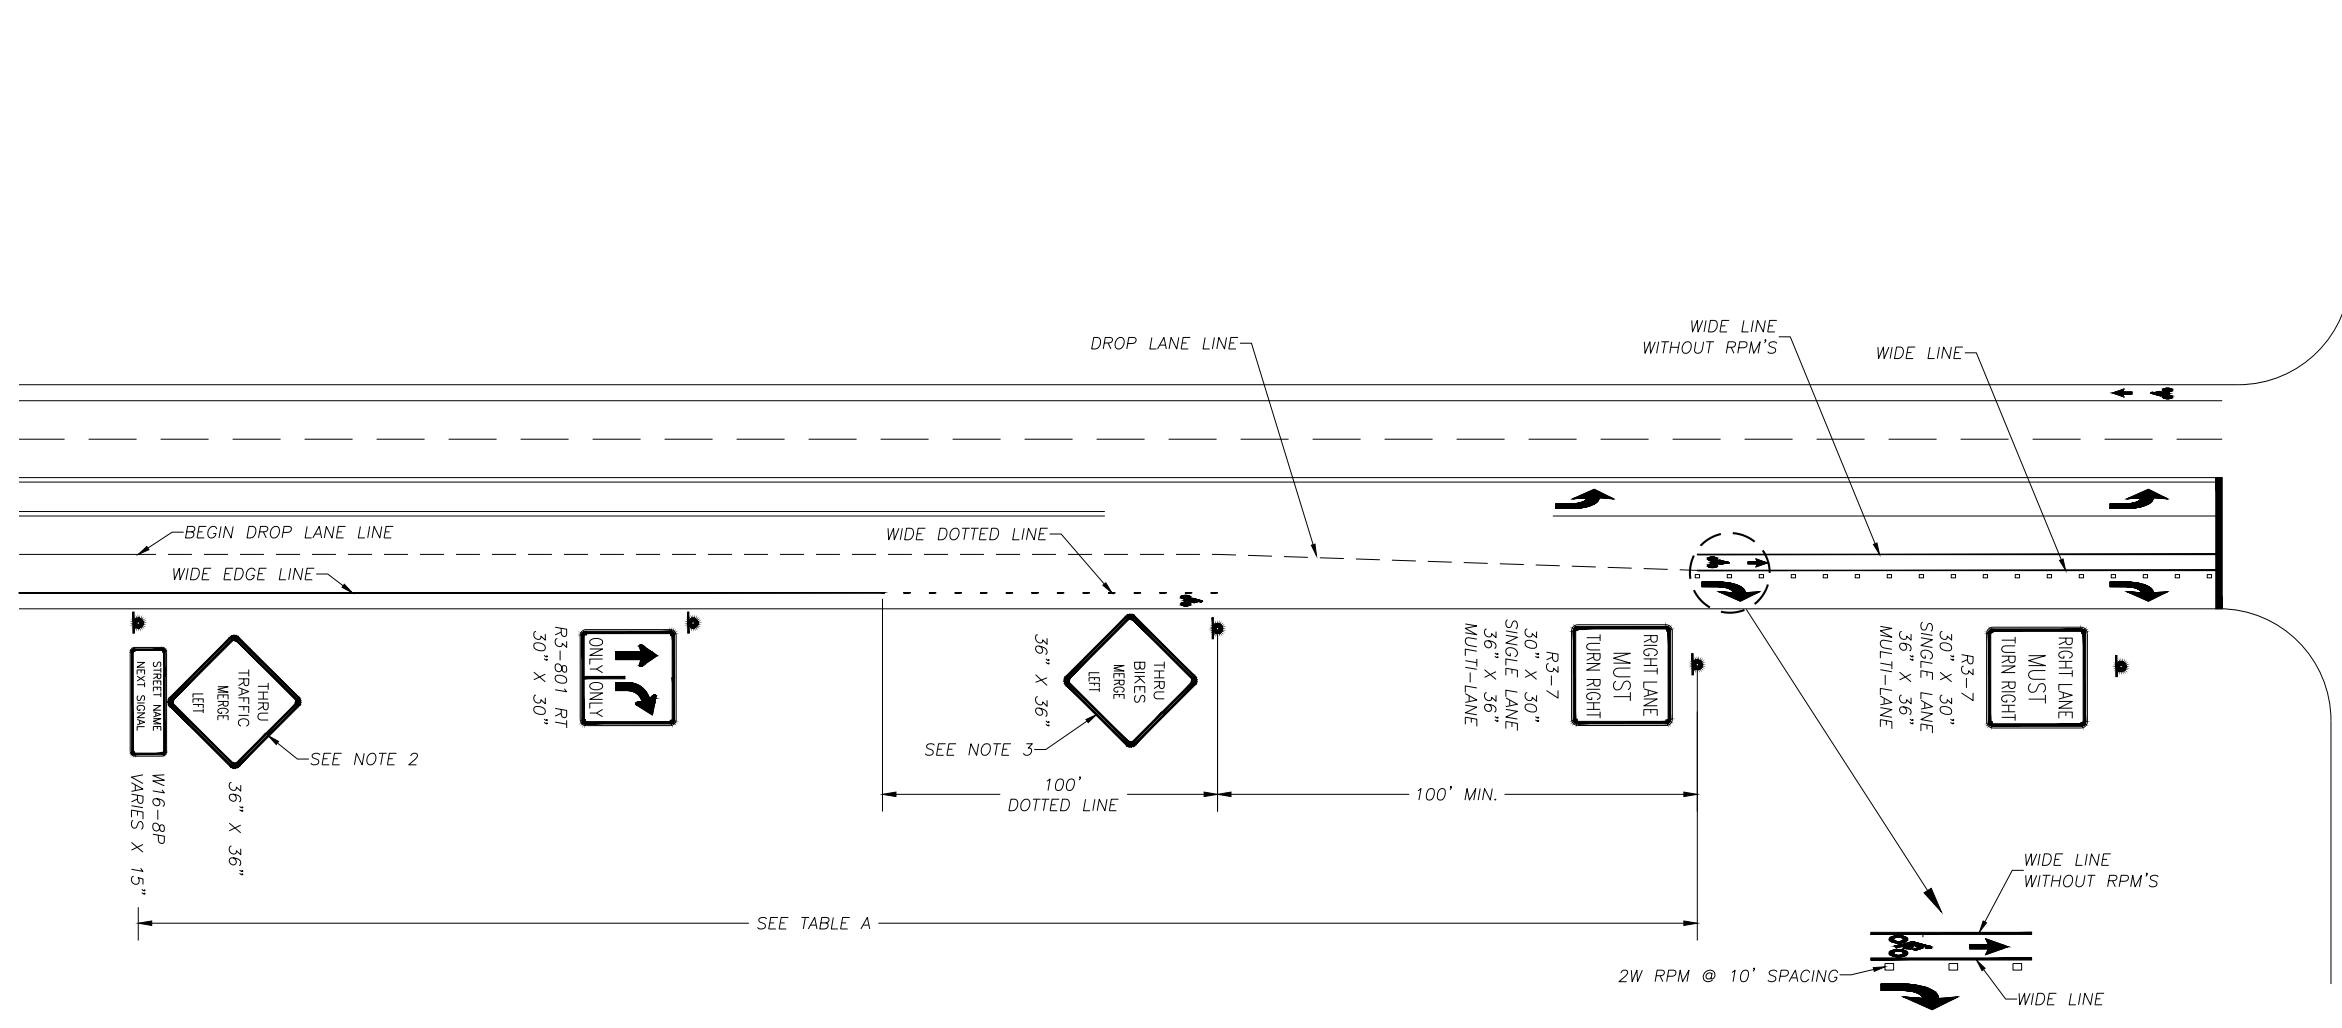 WIDE LINE
WITHOUT RPM'S
DROP LANE LINE
WIDE LINE
BEGIN DROP LANE LINE
WIDE DOTTED LINE
WIDE EDGE LINE
STREET NAME
NEXT SIGNAL
THRU
TRAFFIC
MERGE
LEFT
SEE NOTE 2
W16-8P
VARIES X 15"
36" X 36"
R3-801 RT
30" X 30"
ONLY
ONLY
36" X 36"
THRU
BIKES
MERGE
LEFT
SEE NOTE 3
R3-7
30" X 30"
SINGLE LANE
36" X 36"
MULTI-LANE
RIGHT LANE
MUST
TURN RIGHT
R3-7
30" X 30"
SINGLE LANE
36" X 36"
MULTI-LANE
RIGHT LANE
MUST
TURN RIGHT
100'
DOTTED LINE
100' MIN.
SEE TABLE A
WIDE LINE
WITHOUT RPM'S
2W RPM @ 10' SPACING
WIDE LINE